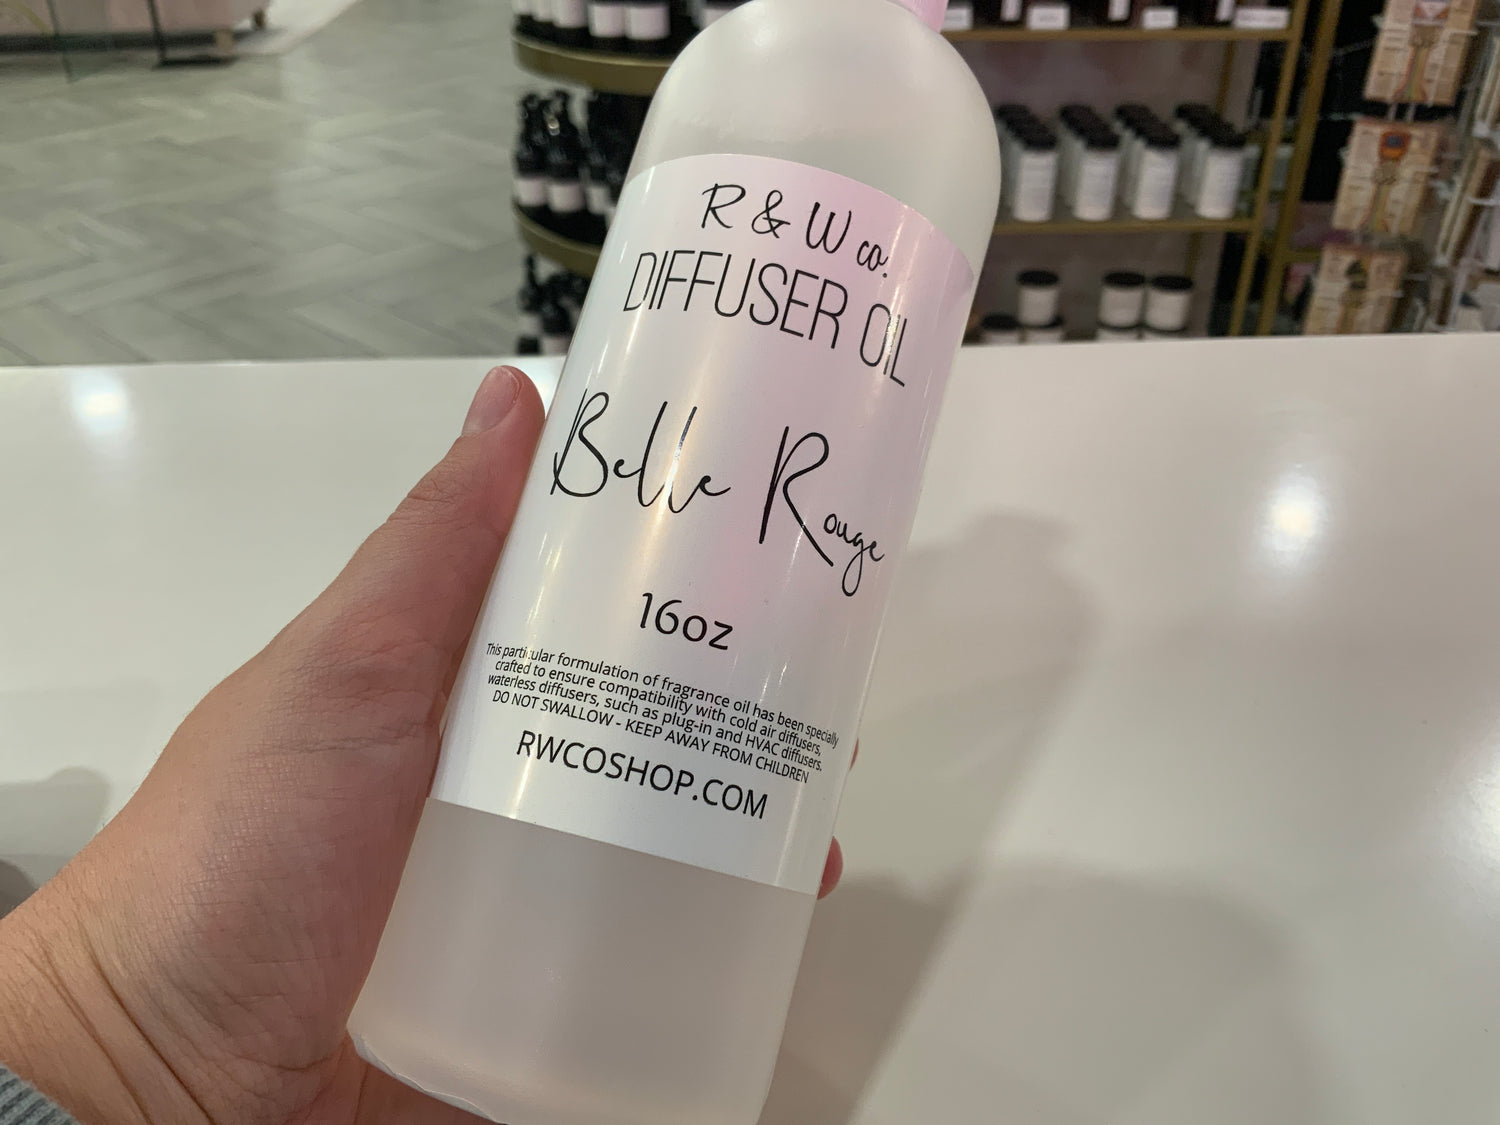 R & W co.
DIFFUSER OIL
Belle Rouge
16oz
This particular formulation of fragrance oil has been specially
crafted to ensure compatibility with cold air diffusers,
waterless diffusers, such as plug-in and HVAC diffusers.
DO NOT SWALLOW - KEEP AWAY FROM CHILDREN
RWCOSHOP.COM